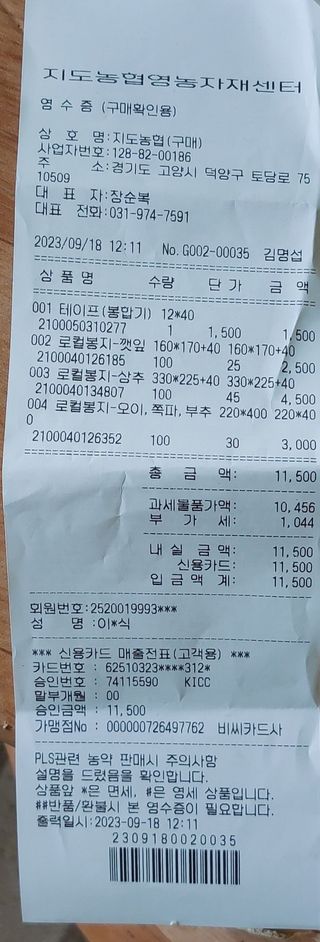 지도농협영농자재센터
영 수 증 (구매확인용)
상 호 명:지도농협(구매)
사업자번호:128-82-00186
주 소:경기도 고양시 덕양구 토당로 75
10509
대 표 자:장순복
대표 전화:031-974-7591
2023/09/18 12:11 No.G002-00035 김명섭
상 품 명 수량 단 가 금 액
001 테이프(봉합기) 12*40
2100050310277 1 1,500 1,500
002 로컬봉지-깻잎 160*170+40 160*170+40
2100040126185 100 25 2,500
003 로컬봉지-상추 330*225+40 330*225+40
2100040134807 100 45 4,500
004 로컬봉지-오이,쪽파,부추 220*400 220*40
0
2100040126352 100 30 3,000
총 금 액: 11,500
과세물품가액: 10,456
부 가 세: 1,044
내 실 금 액: 11,500
신용카드: 11,500
입 금 액 계: 11,500
회원번호:2520019993***
성 명 :이*식
*** 신용카드 매출전표(고객용) ***
카드번호 : 62510323****312*
승인번호 : 74115590 KICC
할부개월 : 00
승인금액 : 11,500
가맹점No : 000000726497762 비씨카드사
PLS관련 농약 판매시 주의사항
설명을 드렸음을 확인합니다.
상품앞 *은 면세, #은 영세 상품입니다.
##반품/환불시 본 영수증이 필요합니다.
출력일시:2023-09-18 12:11
2309180020035